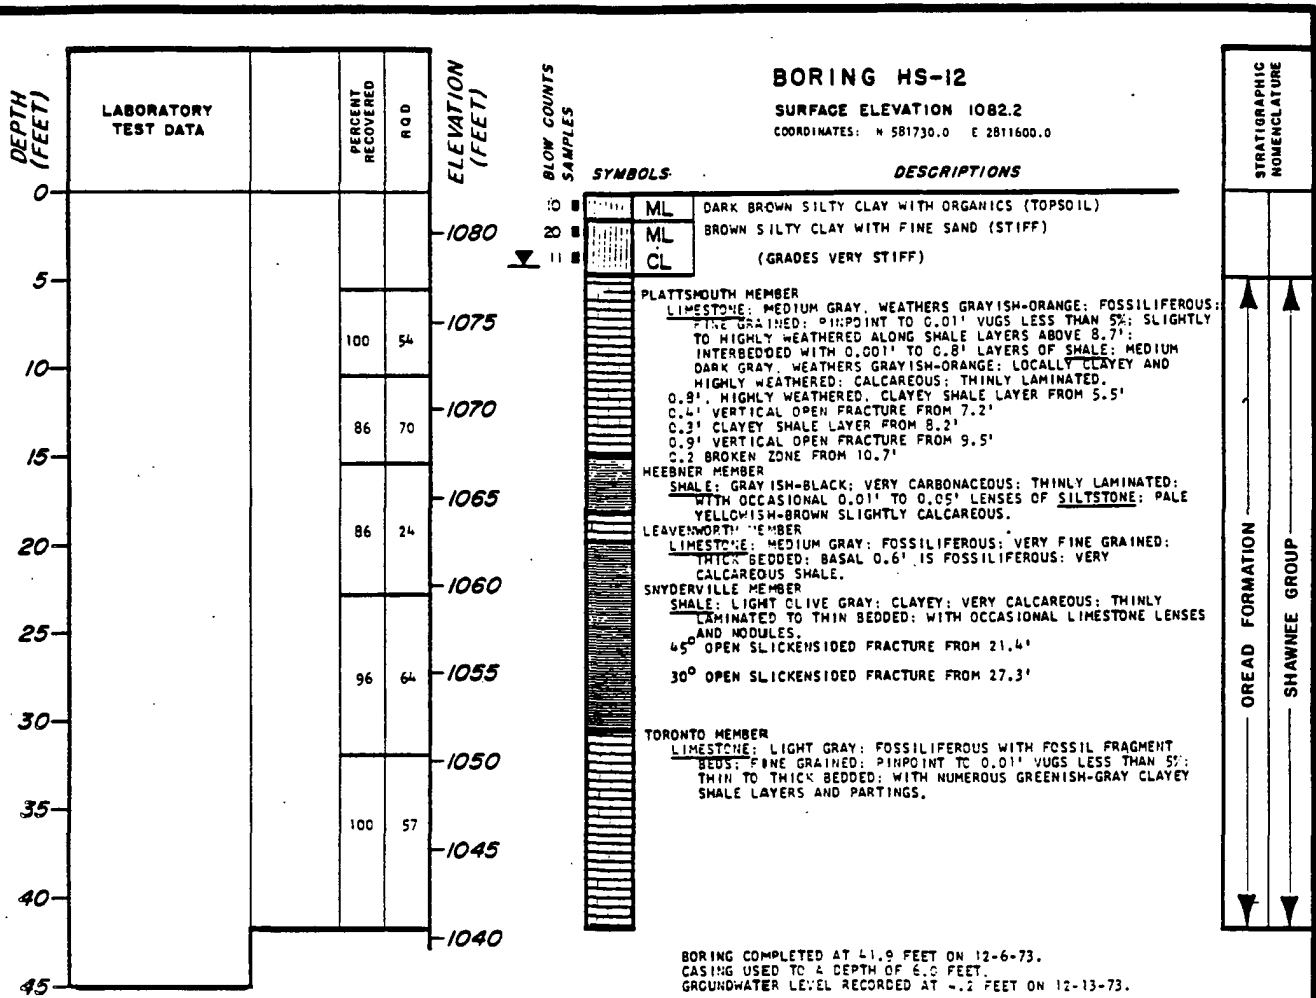 BORING HS-12
SURFACE ELEVATION 1082.2
COORDINATES: N 581730.0 E 2811600.0
DEPTH (FEET)
LABORATORY TEST DATA
PERCENT RECOVERED
RQD
ELEVATION (FEET)
BLOW COUNTS
SAMPLES
SYMBOLS
DESCRIPTIONS
STRATIGRAPHIC NOMENCLATURE
0
5
10
15
20
25
30
35
40
45
100 54
86 70
86 24
96 64
100 57
1080
1075
1070
1065
1060
1055
1050
1045
1040
10 ML DARK BROWN SILTY CLAY WITH ORGANICS (TOPSOIL)
20 ML BROWN SILTY CLAY WITH FINE SAND (STIFF)
11 CL (GRADES VERY STIFF)
PLATTSMOUTH MEMBER
LIMESTONE: MEDIUM GRAY, WEATHERS GRAYISH-ORANGE: FOSSILIFEROUS:
FINE GRAINED: PINPOINT TO 0.01' VUGS LESS THAN 5%: SLIGHTLY
TO HIGHLY WEATHERED ALONG SHALE LAYERS ABOVE 8.7':
INTERBEDDED WITH 0.001' TO 0.8' LAYERS OF SHALE: MEDIUM
DARK GRAY, WEATHERS GRAYISH-ORANGE: LOCALLY CLAYEY AND
HIGHLY WEATHERED: CALCAREOUS: THINLY LAMINATED.
HIGHLY WEATHERED, CLAYEY SHALE LAYER FROM 5.5'
0.4' VERTICAL OPEN FRACTURE FROM 7.2'
0.3' CLAYEY SHALE LAYER FROM 8.2'
0.9' VERTICAL OPEN FRACTURE FROM 9.5'
0.2 BROKEN ZONE FROM 10.7'
HEEBNER MEMBER
SHALE: GRAYISH-BLACK: VERY CARBONACEOUS: THINLY LAMINATED:
WITH OCCASIONAL 0.01' TO 0.05' LENSES OF SILTSTONE: PALE
YELLOWISH-BROWN SLIGHTLY CALCAREOUS.
LEAVENWORTH MEMBER
LIMESTONE: MEDIUM GRAY: FOSSILIFEROUS: VERY FINE GRAINED:
THICK BEDDED: BASAL 0.6' IS FOSSILIFEROUS: VERY
CALCAREOUS SHALE.
SNYDERVILLE MEMBER
SHALE: LIGHT OLIVE GRAY: CLAYEY: VERY CALCAREOUS: THINLY
LAMINATED TO THIN BEDDED: WITH OCCASIONAL LIMESTONE LENSES
AND NODULES.
45° OPEN SLICKENSIDED FRACTURE FROM 21.4'
30° OPEN SLICKENSIDED FRACTURE FROM 27.3'
TORONTO MEMBER
LIMESTONE: LIGHT GRAY: FOSSILIFEROUS WITH FOSSIL FRAGMENT
BEDS: FINE GRAINED: PINPOINT TO 0.01' VUGS LESS THAN 5%:
THIN TO THICK BEDDED: WITH NUMEROUS GREENISH-GRAY CLAYEY
SHALE LAYERS AND PARTINGS.
OREAD FORMATION
SHAWNEE GROUP
BORING COMPLETED AT 41.9 FEET ON 12-6-73.
CASING USED TO A DEPTH OF 6.0 FEET.
GROUNDWATER LEVEL RECORDED AT FEET ON 12-13-73.